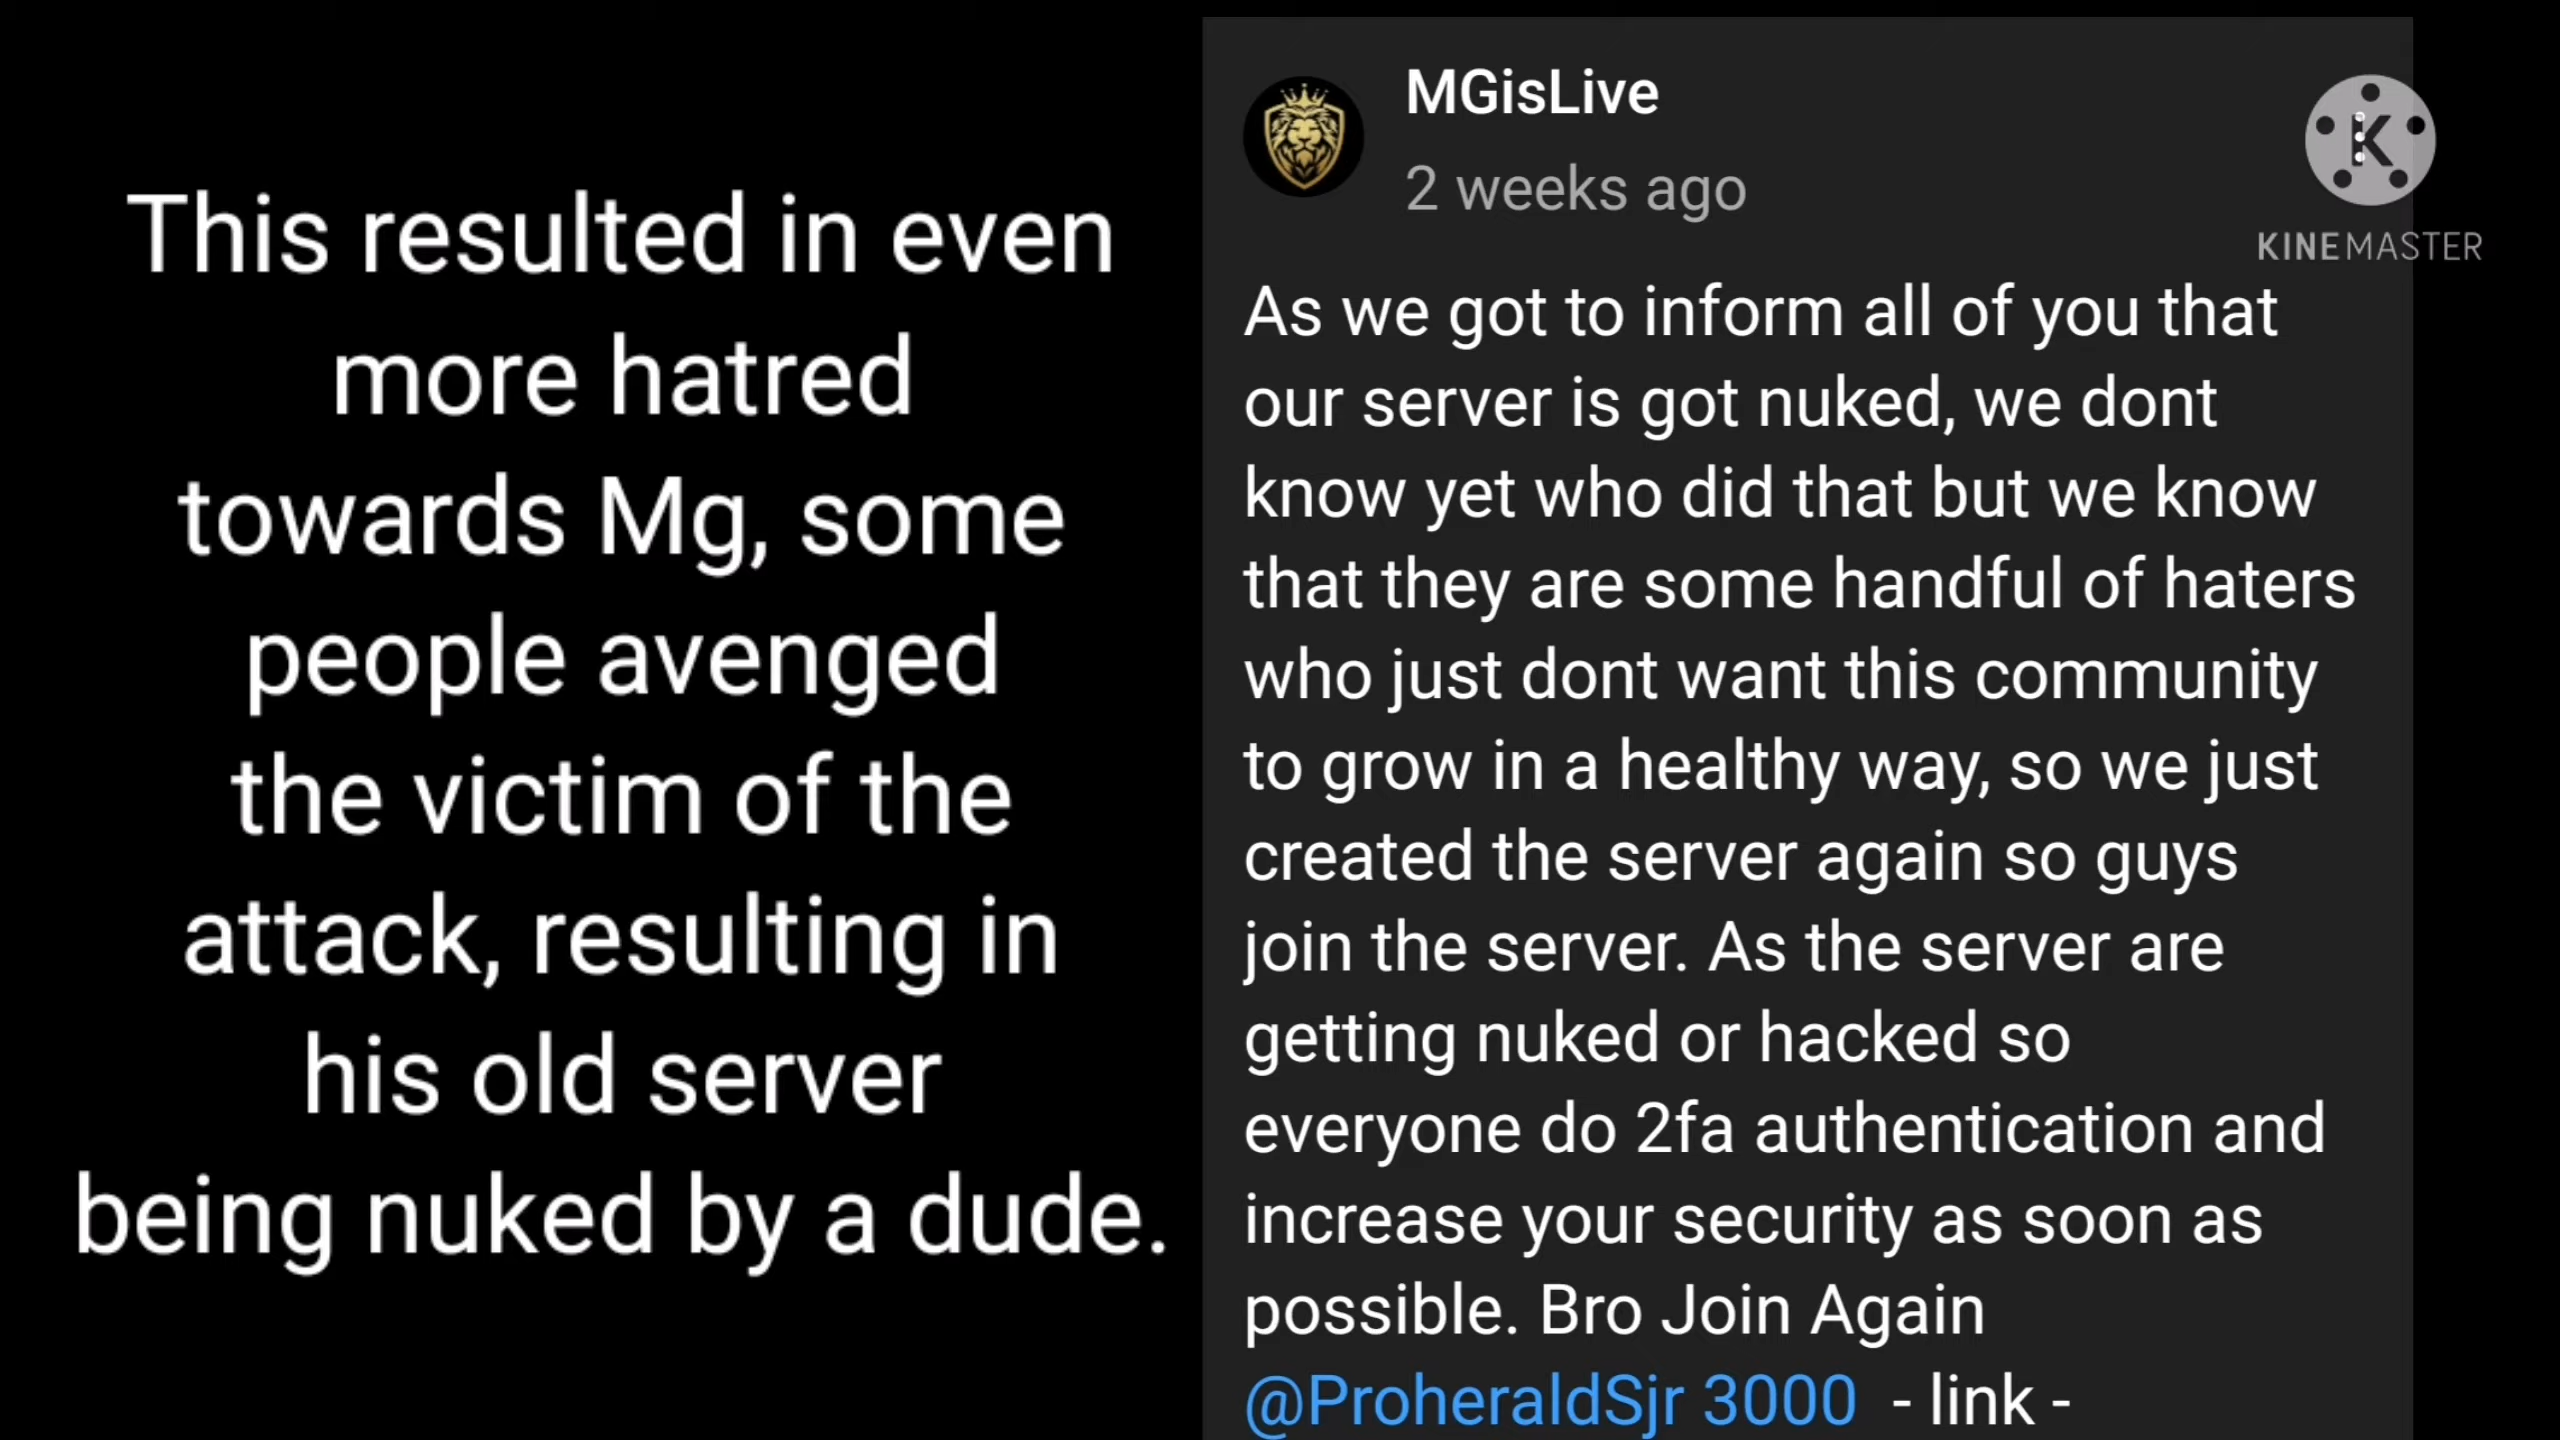 This resulted in even
more hatred
towards Mg, some
people avenged
the victim of the
attack, resulting in
his old server
being nuked by a dude.
MGisLive
2 weeks ago
K
KINEMASTER
As we got to inform all of you that
our server is got nuked, we dont
know yet who did that but we know
that they are some handful of haters
who just dont want this community
to grow in a healthy way, so we just
created the server again so guys
join the server. As the server are
getting nuked or hacked so
everyone do 2fa authentication and
increase your security as soon as
possible. Bro Join Again
@ProheraldSjr 3000 - link -